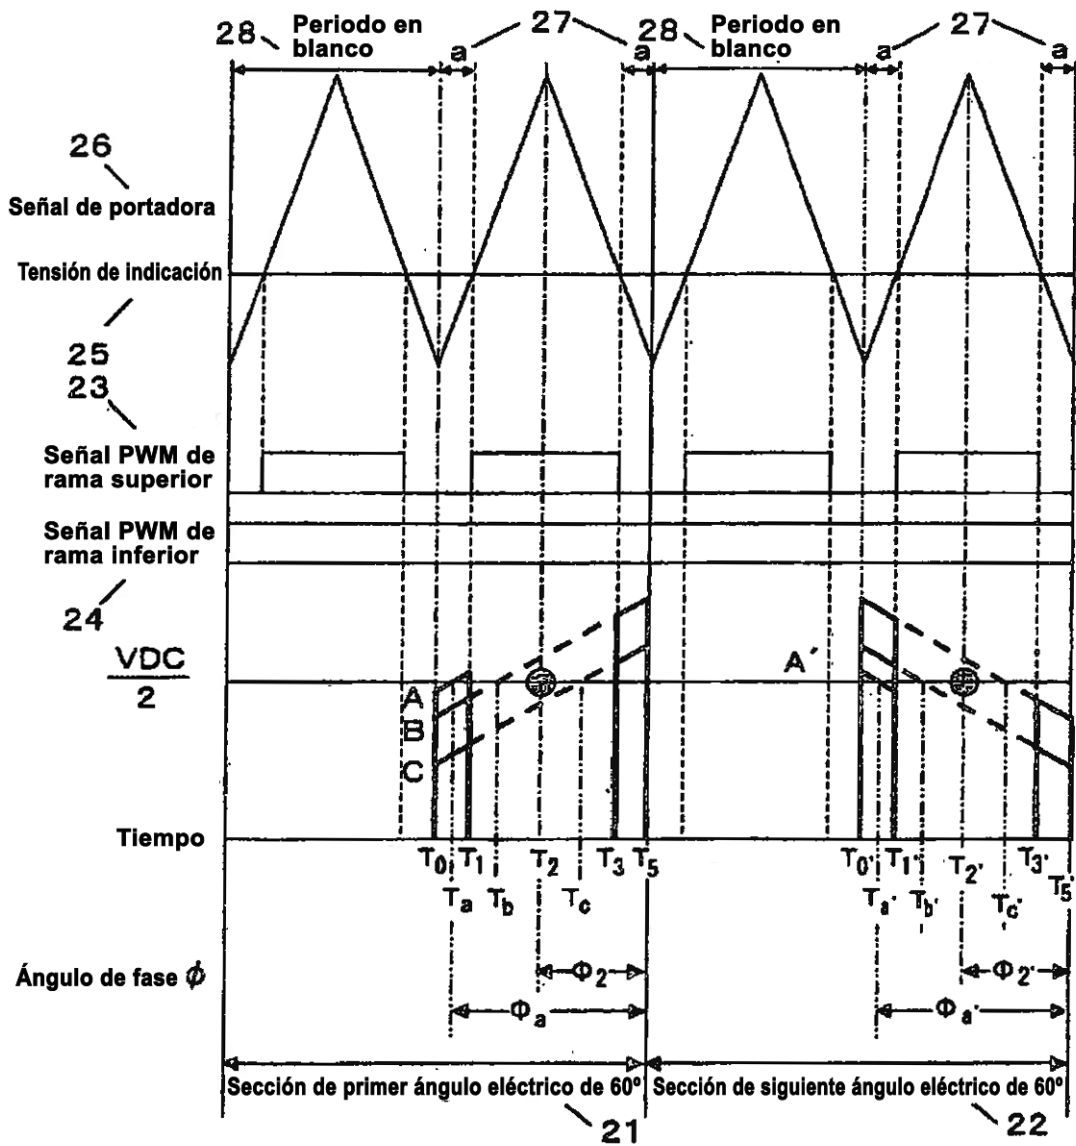 28 Periodo en blanco a 27 28 Periodo en blanco a 27 a
a
26
Señal de portadora
Tensión de indicación
25
23
Señal PWM de
rama superior
Señal PWM de
rama inferior
24
VDC
2
A
B
C
A´
Tiempo
T0 T1 T2 T3 T5 T0' T1' T2' T3' T5'
Ta Tb Tc Ta' Tb' Tc'
Ángulo de fase ϕ
Φ2 Φ2'
Φa Φa'
Sección de primer ángulo eléctrico de 60º Sección de siguiente ángulo eléctrico de 60º
21 22